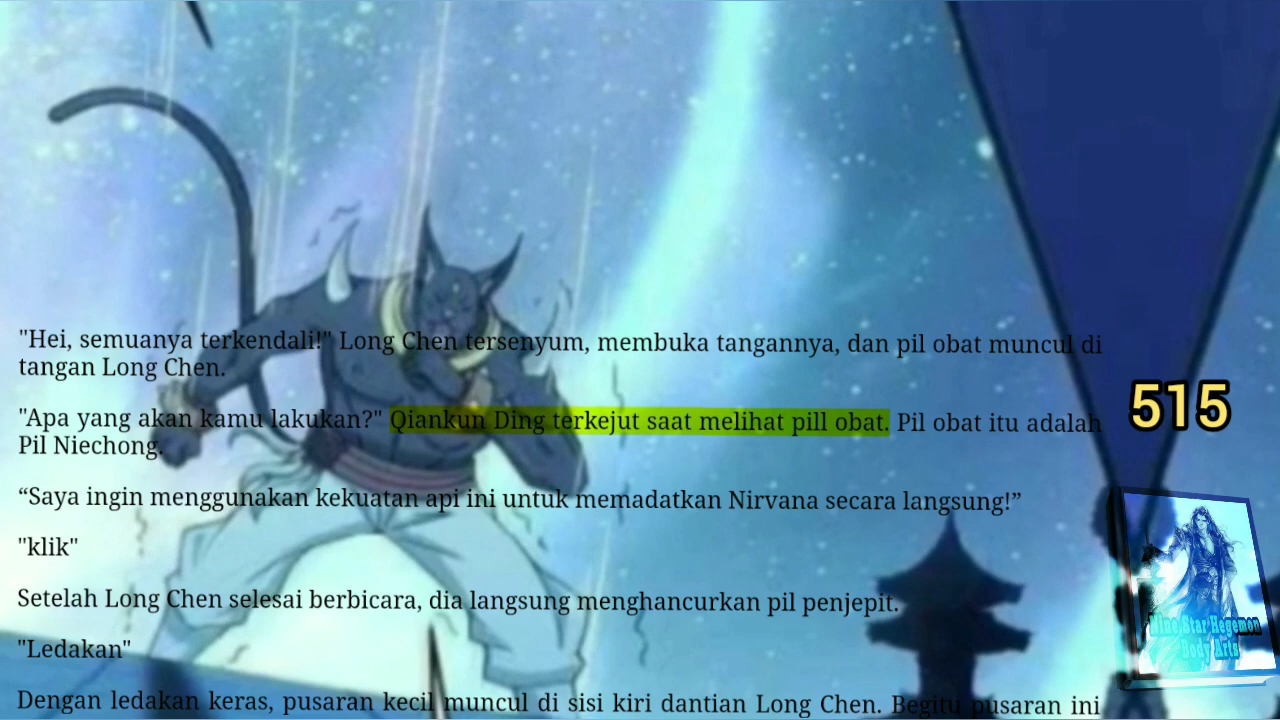 "Hei, semuanya terkendali!" Long Chen tersenyum, membuka tangannya, dan pil obat muncul di
tangan Long Chen.
"Apa yang akan kamu lakukan?" Qiankun Ding terkejut saat melihat pill obat. Pil obat itu adalah
Pil Niechong.
“Saya ingin menggunakan kekuatan api ini untuk memadatkan Nirvana secara langsung!”
"klik"
Setelah Long Chen selesai berbicara, dia langsung menghancurkan pil penjepit.
"Ledakan"
Dengan ledakan keras, pusaran kecil muncul di sisi kiri dantian Long Chen. Begitu pusaran ini
515
Nine Star Hegemon
Body Arts